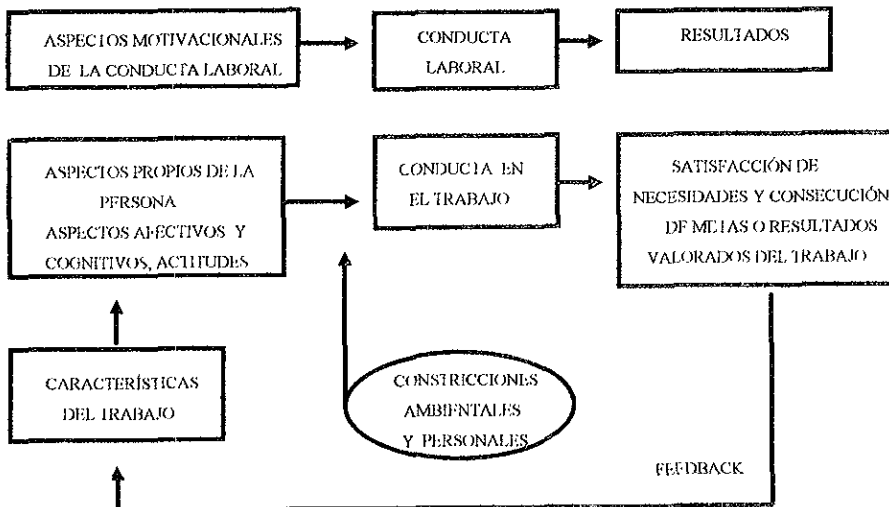 ASPECTOS MOTIVACIONALES
DE LA CONDUCTA LABORAL
CONDUCTA
LABORAL
RESULTADOS
ASPECTOS PROPIOS DE LA
PERSONA
ASPECTOS AFECTIVOS Y
COGNITIVOS, ACTITUDES
CONDUCTA EN
EL TRABAJO
SATISFACCIÓN DE
NECESIDADES Y CONSECUCIÓN
DE METAS O RESULTADOS
VALORADOS DEL TRABAJO
CARACTERÍSTICAS
DEL TRABAJO
CONSTRICCIONES
AMBIENTALES
Y PERSONALES
FEEDBACK